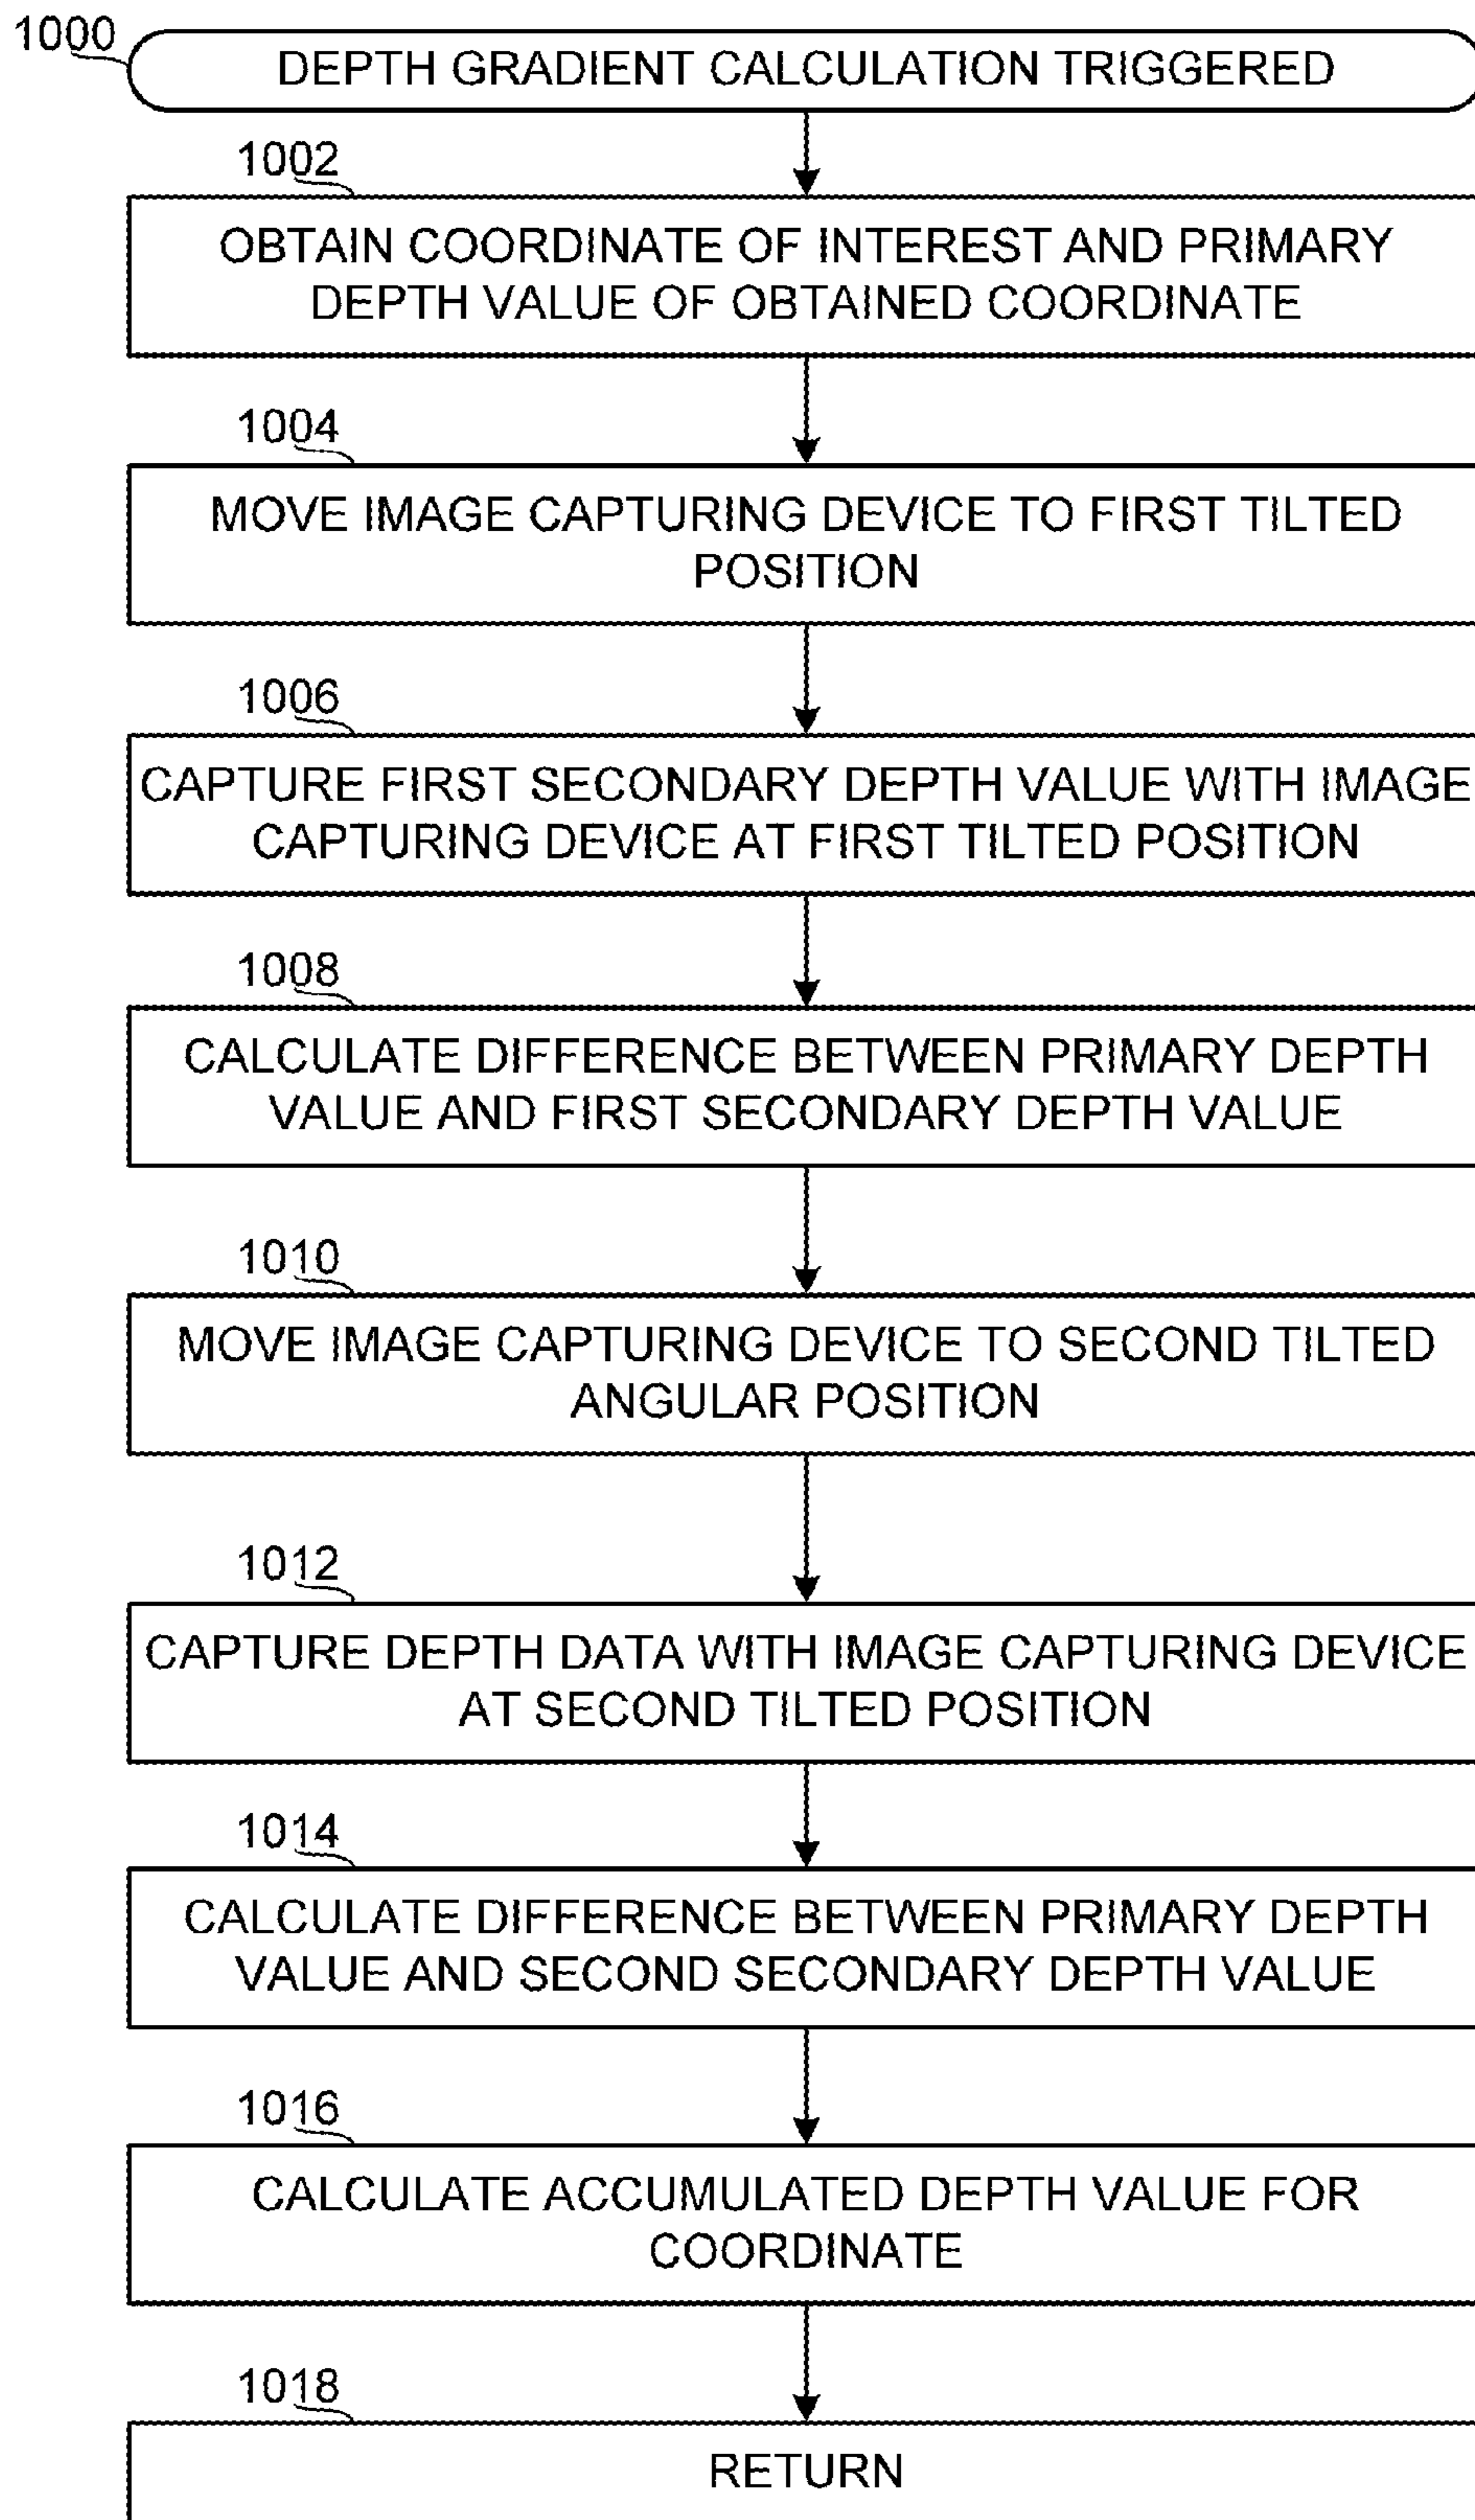 1000
DEPTH GRADIENT CALCULATION TRIGGERED
1002
OBTAIN COORDINATE OF INTEREST AND PRIMARY
DEPTH VALUE OF OBTAINED COORDINATE
1004
MOVE IMAGE CAPTURING DEVICE TO FIRST TILTED
POSITION
1006
CAPTURE FIRST SECONDARY DEPTH VALUE WITH IMAGE
CAPTURING DEVICE AT FIRST TILTED POSITION
1008
CALCULATE DIFFERENCE BETWEEN PRIMARY DEPTH
VALUE AND FIRST SECONDARY DEPTH VALUE
1010
MOVE IMAGE CAPTURING DEVICE TO SECOND TILTED
ANGULAR POSITION
1012
CAPTURE DEPTH DATA WITH IMAGE CAPTURING DEVICE
AT SECOND TILTED POSITION
1014
CALCULATE DIFFERENCE BETWEEN PRIMARY DEPTH
VALUE AND SECOND SECONDARY DEPTH VALUE
1016
CALCULATE ACCUMULATED DEPTH VALUE FOR
COORDINATE
1018
RETURN